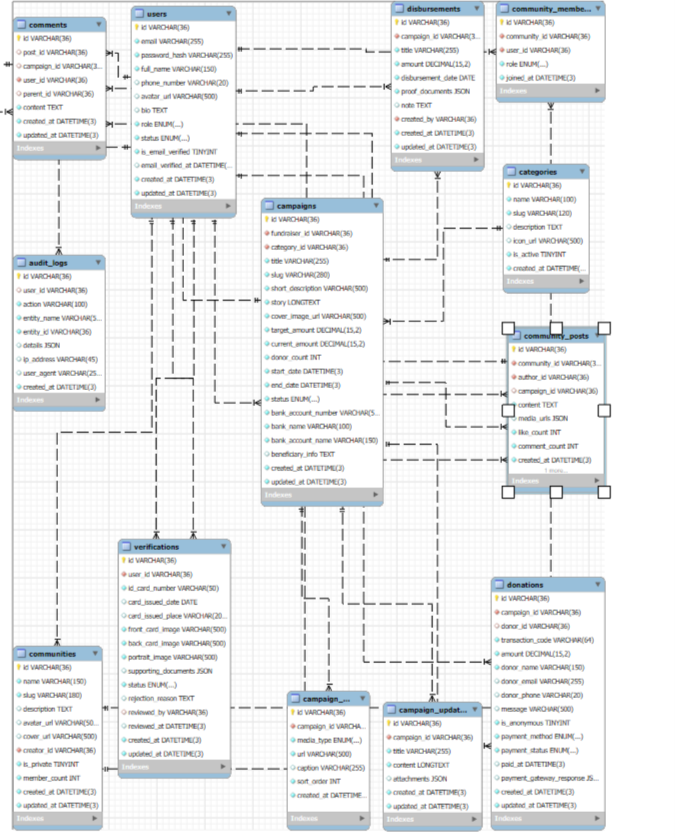 comments
id VARCHAR(36)
post_id VARCHAR(36)
campaign_id VARCHAR(3...
user_id VARCHAR(36)
parent_id VARCHAR(36)
content TEXT
created_at DATETIME(3)
updated_at DATETIME(3)
Indexes
users
id VARCHAR(36)
email VARCHAR(255)
password_hash VARCHAR(255)
full_name VARCHAR(150)
phone_number VARCHAR(20)
avatar_url VARCHAR(500)
bio TEXT
role ENUM(...)
status ENUM(...)
is_email_verified TINYINT
email_verified_at DATETIME(...
created_at DATETIME(3)
updated_at DATETIME(3)
Indexes
disbursements
id VARCHAR(36)
campaign_id VARCHAR(3...
title VARCHAR(255)
amount DECIMAL(15,2)
disbursement_date DATE
proof_documents JSON
note TEXT
created_by VARCHAR(36)
created_at DATETIME(3)
updated_at DATETIME(3)
Indexes
community_membe...
id VARCHAR(36)
community_id VARCHAR(3...
user_id VARCHAR(36)
role ENUM(...)
joined_at DATETIME(3)
Indexes
categories
id VARCHAR(36)
name VARCHAR(100)
slug VARCHAR(120)
description TEXT
icon_url VARCHAR(500)
is_active TINYINT
created_at DATETIME(...
Indexes
campaigns
id VARCHAR(36)
fundraiser_id VARCHAR(36)
category_id VARCHAR(36)
title VARCHAR(255)
slug VARCHAR(280)
short_description VARCHAR(500)
story LONGTEXT
cover_image_url VARCHAR(500)
target_amount DECIMAL(15,2)
current_amount DECIMAL(15,2)
donor_count INT
start_date DATETIME(3)
end_date DATETIME(3)
status ENUM(...)
bank_account_number VARCHAR(5...
bank_name VARCHAR(100)
bank_account_name VARCHAR(150)
beneficiary_info TEXT
created_at DATETIME(3)
updated_at DATETIME(3)
Indexes
audit_logs
id VARCHAR(36)
user_id VARCHAR(36)
action VARCHAR(100)
entity_name VARCHAR(5...
entity_id VARCHAR(36)
details JSON
ip_address VARCHAR(45)
user_agent VARCHAR(25...
created_at DATETIME(3)
Indexes
community_posts
id VARCHAR(36)
community_id VARCHAR(3...
author_id VARCHAR(36)
campaign_id VARCHAR(36)
content TEXT
media_urls JSON
like_count INT
comment_count INT
created_at DATETIME(3)
1 more...
Indexes
verifications
id VARCHAR(36)
user_id VARCHAR(36)
id_card_number VARCHAR(50)
card_issued_date DATE
card_issued_place VARCHAR(20...
front_card_image VARCHAR(500)
back_card_image VARCHAR(500)
portrait_image VARCHAR(500)
supporting_documents JSON
status ENUM(...)
rejection_reason TEXT
reviewed_by VARCHAR(36)
reviewed_at DATETIME(3)
created_at DATETIME(3)
updated_at DATETIME(3)
Indexes
communities
id VARCHAR(36)
name VARCHAR(150)
slug VARCHAR(180)
description TEXT
avatar_url VARCHAR(50...
cover_url VARCHAR(500)
creator_id VARCHAR(36)
is_private TINYINT
member_count INT
created_at DATETIME(3)
updated_at DATETIME(3)
Indexes
campaign_...
id VARCHAR(36)
campaign_id VARCHA...
media_type ENUM(...)
url VARCHAR(500)
caption VARCHAR(255)
sort_order INT
created_at DATETIME...
Indexes
campaign_updat...
id VARCHAR(36)
campaign_id VARCHAR(36)
title VARCHAR(255)
content LONGTEXT
attachments JSON
created_at DATETIME(3)
updated_at DATETIME(3)
Indexes
donations
id VARCHAR(36)
campaign_id VARCHAR(36)
donor_id VARCHAR(36)
transaction_code VARCHAR(64)
amount DECIMAL(15,2)
donor_name VARCHAR(150)
donor_email VARCHAR(255)
donor_phone VARCHAR(20)
message VARCHAR(500)
is_anonymous TINYINT
payment_method ENUM(...)
payment_status ENUM(...)
paid_at DATETIME(3)
payment_gateway_response JS...
created_at DATETIME(3)
updated_at DATETIME(3)
Indexes